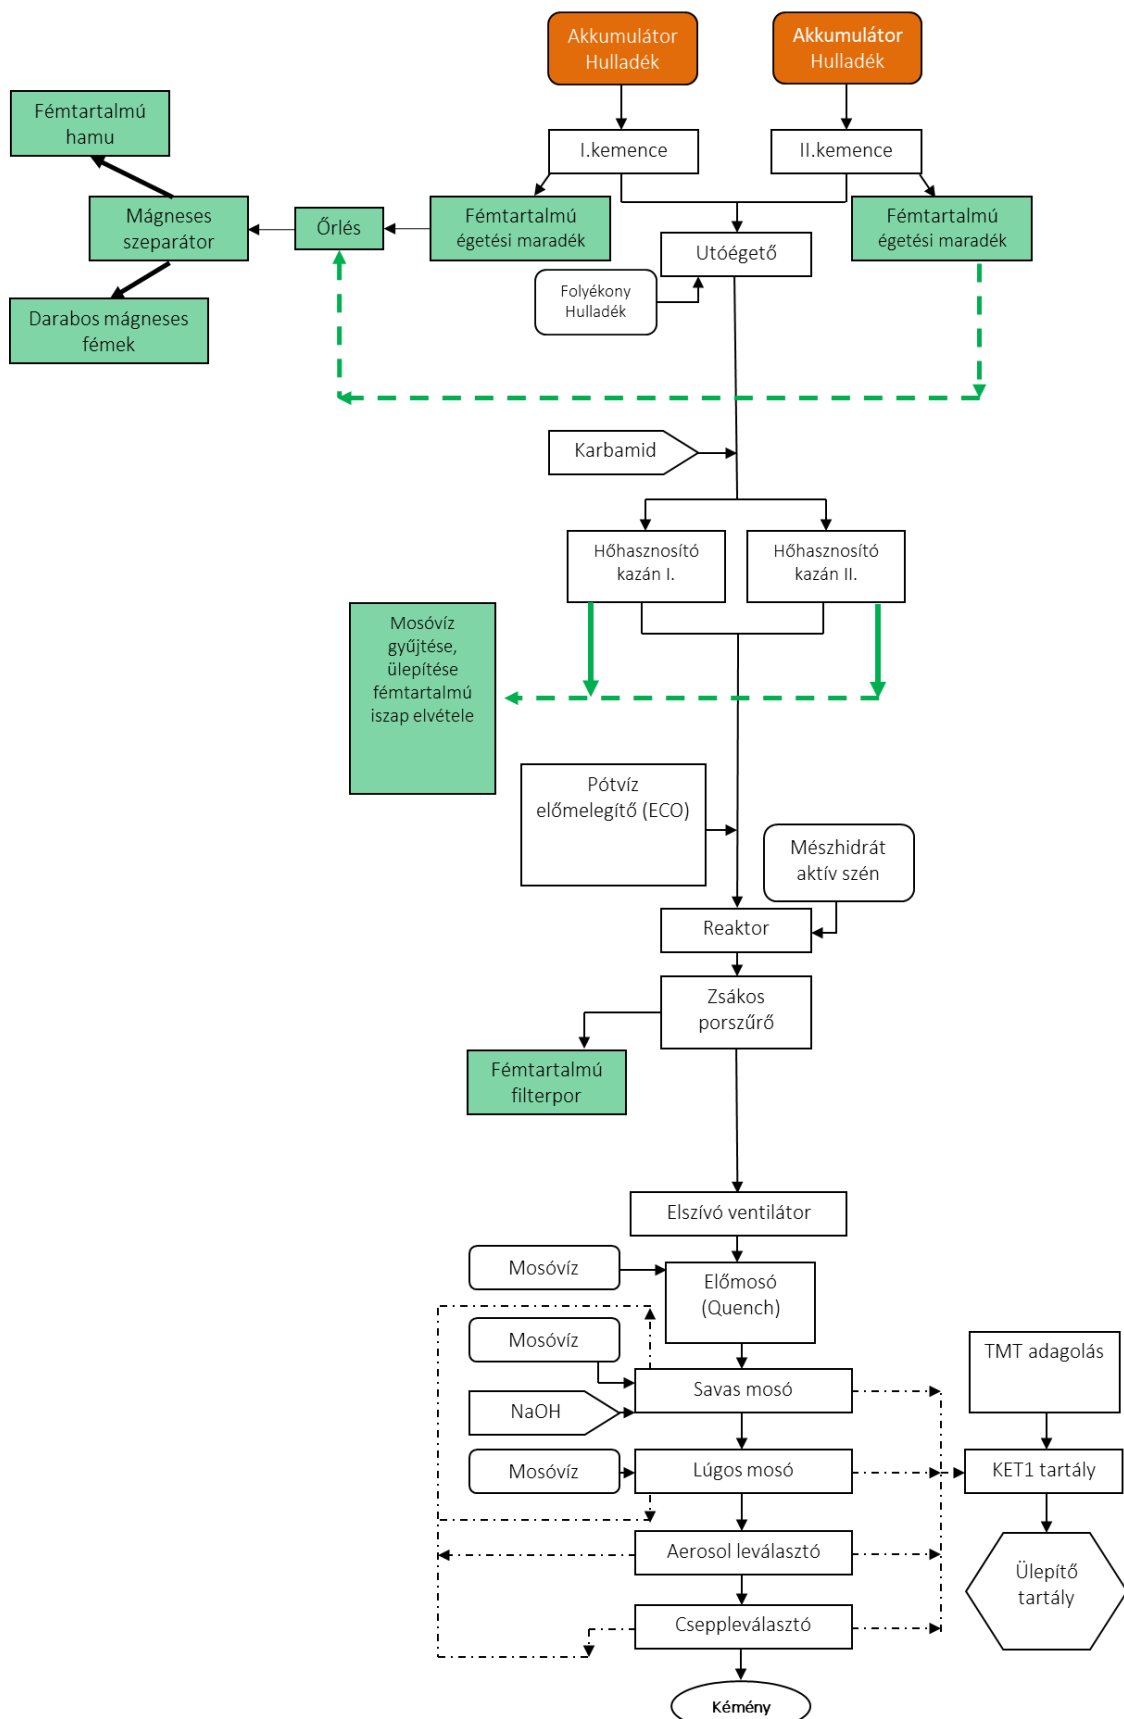 Akkumulátor
Hulladék
Akkumulátor
Hulladék
Fémtartalmú
hamu
I.kemence
II.kemence
Mágneses
szeparátor
Őrlés
Fémtartalmú
égetési maradék
Fémtartalmú
égetési maradék
Utóégető
Folyékony
Hulladék
Darabos mágneses
fémek
Karbamid
Hőhasznosító
kazán I.
Hőhasznosító
kazán II.
Mosóvíz
gyűjtése,
ülepítése
fémtartalmú
iszap elvétele
Pótvíz
előmelegítő (ECO)
Mészhidrát
aktív szén
Reaktor
Zsákos
porszűrő
Fémtartalmú
filterpor
Elszívó ventilátor
Mosóvíz
Előmosó
(Quench)
Mosóvíz
TMT adagolás
Savas mosó
NaOH
Mosóvíz
Lúgos mosó
KET1 tartály
Aerosol leválasztó
Ülepítő
tartály
Cseppleválasztó
Kémény